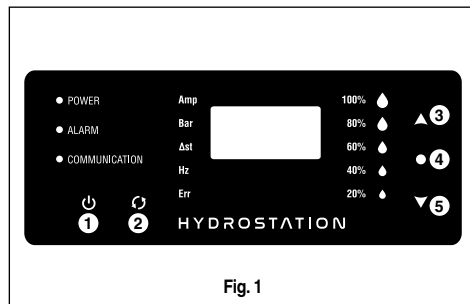 POWER
ALARM
COMMUNICATION
1
2
Amp
Bar
Δst
Hz
Err
100%
80%
60%
40%
20%
3
4
5
HYDROSTATION
Fig. 1